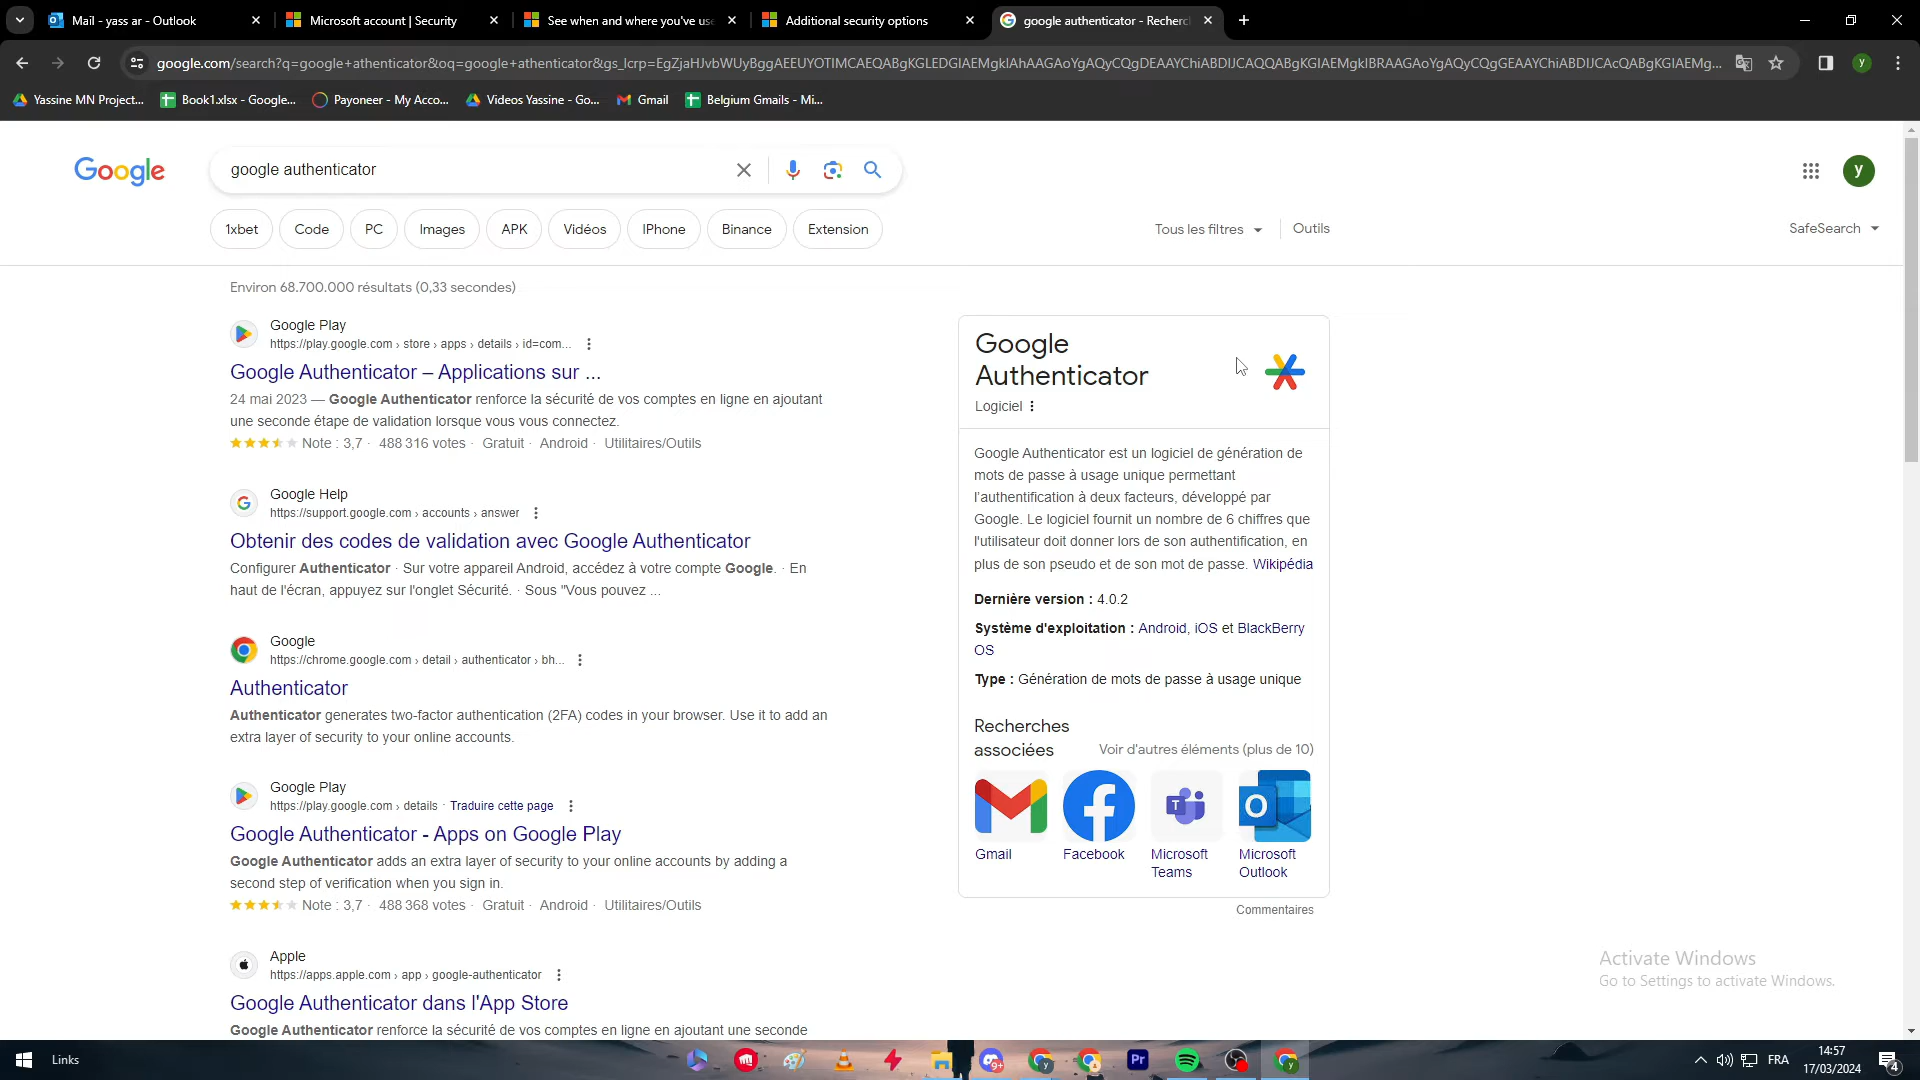 Mail - yass ar - Outlook
Microsoft account | Security
See when and where you've use
Additional security options
google authenticator - Recherc
google.com/search?q=google+athenticator&oq=google+athenticator&gs_lcrp=EgZjaHJvbWUyBggAEEUYOTIMCAEQABgKGLEDGIAEMgkIAhAAGAoYgAQyCQgDEAAYChiABDIJCAQQABgKGIAEMgkIBRAAGAoYgAQyCQgGEAAYChiABDIJCAcQABgKGIAEMg...
Yassine MN Project...
Book1.xlsx - Google...
Payoneer - My Acco...
Videos Yassine - Go...
Gmail
Belgium Gmails - Mi...
Google
google authenticator
y
1xbet
Code
PC
Images
APK
Vidéos
IPhone
Binance
Extension
Tous les filtres
Outils
SafeSearch
Environ 68.700.000 résultats (0,33 secondes)
Google Play
https://play.google.com › store › apps › details › id=com...
Google Authenticator – Applications sur ...
24 mai 2023 — Google Authenticator renforce la sécurité de vos comptes en ligne en ajoutant
une seconde étape de validation lorsque vous vous connectez.
Note : 3,7 · 488 316 votes · Gratuit · Android · Utilitaires/Outils
Google Help
https://support.google.com › accounts › answer
Obtenir des codes de validation avec Google Authenticator
Configurer Authenticator · Sur votre appareil Android, accédez à votre compte Google. · En
haut de l'écran, appuyez sur l'onglet Sécurité. · Sous "Vous pouvez ...
Google
https://chrome.google.com › detail › authenticator › bh...
Authenticator
Authenticator generates two-factor authentication (2FA) codes in your browser. Use it to add an
extra layer of security to your online accounts.
Google Play
https://play.google.com › details · Traduire cette page
Google Authenticator - Apps on Google Play
Google Authenticator adds an extra layer of security to your online accounts by adding a
second step of verification when you sign in.
Note : 3,7 · 488 368 votes · Gratuit · Android · Utilitaires/Outils
Apple
https://apps.apple.com › app › google-authenticator
Google Authenticator dans l'App Store
Google Authenticator renforce la sécurité de vos comptes en ligne en ajoutant une seconde
Google
Authenticator
Logiciel
Google Authenticator est un logiciel de génération de
mots de passe à usage unique permettant
l'authentification à deux facteurs, développé par
Google. Le logiciel fournit un nombre de 6 chiffres que
l'utilisateur doit donner lors de son authentification, en
plus de son pseudo et de son mot de passe. Wikipédia
Dernière version : 4.0.2
Système d'exploitation : Android, iOS et BlackBerry
OS
Type : Génération de mots de passe à usage unique
Recherches
associées
Voir d'autres éléments (plus de 10)
Gmail
Facebook
Microsoft
Teams
Microsoft
Outlook
Commentaires
Activate Windows
Go to Settings to activate Windows.
Links
FRA
14:57
17/03/2024
4